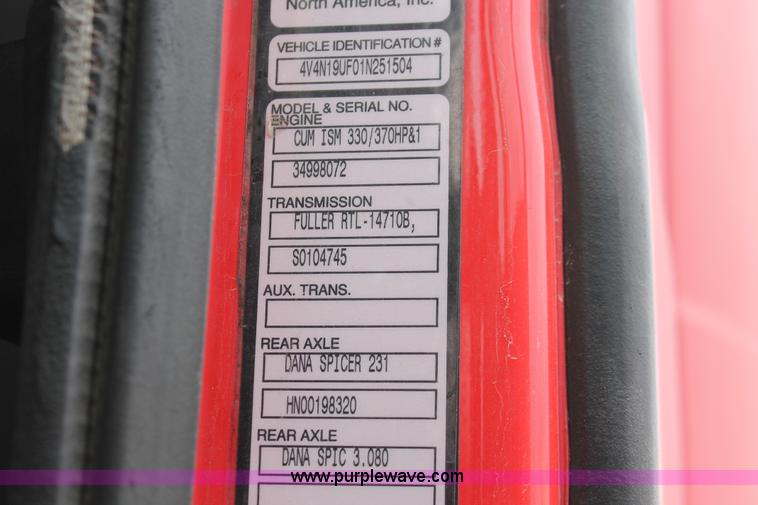 North America, Inc.
VEHICLE IDENTIFICATION #
4V4N19UF01N251504
MODEL & SERIAL NO.
ENGINE
CUM ISM 330/370HP&1
34998072
TRANSMISSION
FULLER RTL-14710B,
S0104745
AUX. TRANS.
REAR AXLE
DANA SPICER 231
HN00198320
REAR AXLE
DANA SPIC 3.080
www.purplewave.com